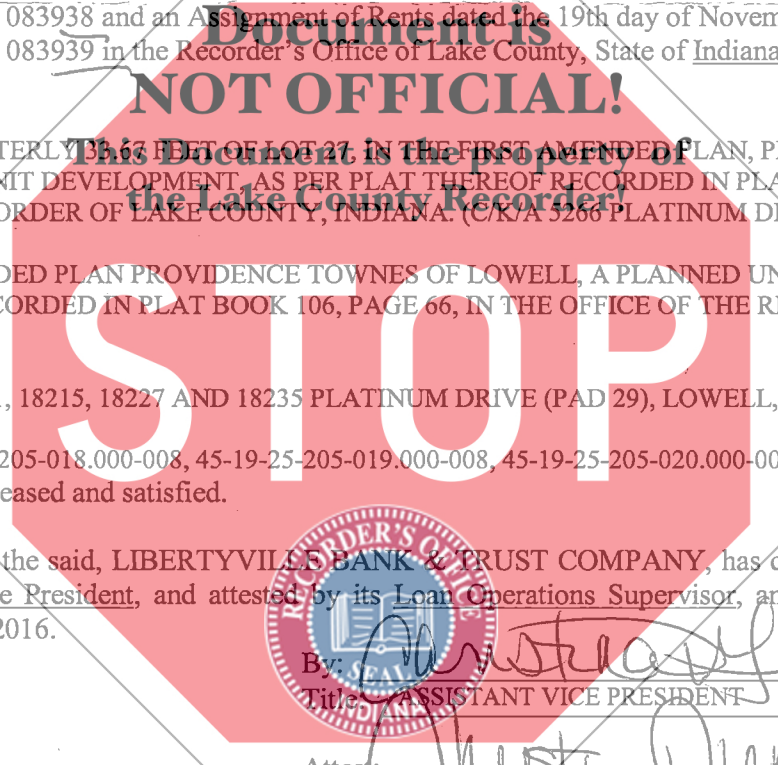 083938 and an Assignment of Rents dated the 19th day of Novem
Document is
083939 in the Recorder's Office of Lake County, State of Indiana
NOT OFFICIAL!
TERLY 33.67 FEET OF LOT 27, IN THE FIRST AMENDED PLAN, P
This Document is the property of
NIT DEVELOPMENT, AS PER PLAT THEREOF RECORDED IN PLA
the Lake County Recorder!
ORDER OF LAKE COUNTY, INDIANA (C/K/A 5266 PLATINUM D
DED PLAN PROVIDENCE TOWNES OF LOWELL, A PLANNED UN
CORDED IN PLAT BOOK 106, PAGE 66, IN THE OFFICE OF THE R
STOP
, 18215, 18227 AND 18235 PLATINUM DRIVE (PAD 29), LOWELL,
205-018.000-008, 45-19-25-205-019.000-008, 45-19-25-205-020.000-00
eased and satisfied.
the said, LIBERTYVILLE BANK & TRUST COMPANY, has
e President, and attested by its Loan Operations Supervisor, an
2016.
RECORDER'S OFFICE
SEAL
INDIANA
By:
Title: ASSISTANT VICE PRESIDENT